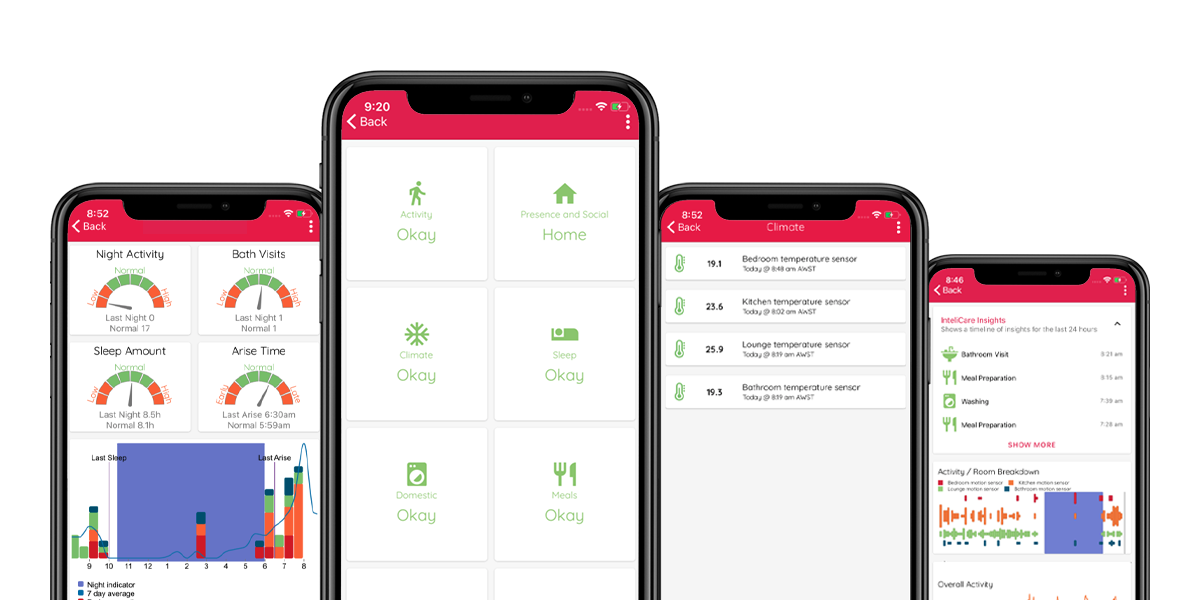 8:52
Back
Night Activity
Low
Normal
High
Last Night 0
Normal 17
Bath Visits
Low
Normal
High
Last Night 1
Normal 1
Sleep Amount
Low
Normal
High
Last Night 8.5h
Normal 8.1h
Arise Time
Early
Normal
Late
Last Arise 6:30am
Normal 5:59am
Last Sleep
Last Arise
9 10 11 12 1 2 3 4 5 6 7 8
Night indicator
7 day average
9:20
Back
Activity
Okay
Presence and Social
Home
Climate
Okay
Sleep
Okay
Domestic
Okay
Meals
Okay
8:52
Back
Climate
19.1
Bedroom temperature sensor
Today @ 8:48 am AWST
23.6
Kitchen temperature sensor
Today @ 8:02 am AWST
25.9
Lounge temperature sensor
Today @ 8:19 am AWST
19.3
Bathroom temperature sensor
Today @ 8:19 am AWST
8:46
Back
InteliCare Insights
Shows a timeline of insights for the last 24 hours
Bathroom Visit 8:21 am
Meal Preparation 8:15 am
Washing 7:39 am
Meal Preparation 7:28 am
SHOW MORE
Activity / Room Breakdown
Bedroom motion sensor Kitchen motion sensor
Lounge motion sensor Bathroom motion sensor
Overall Activity